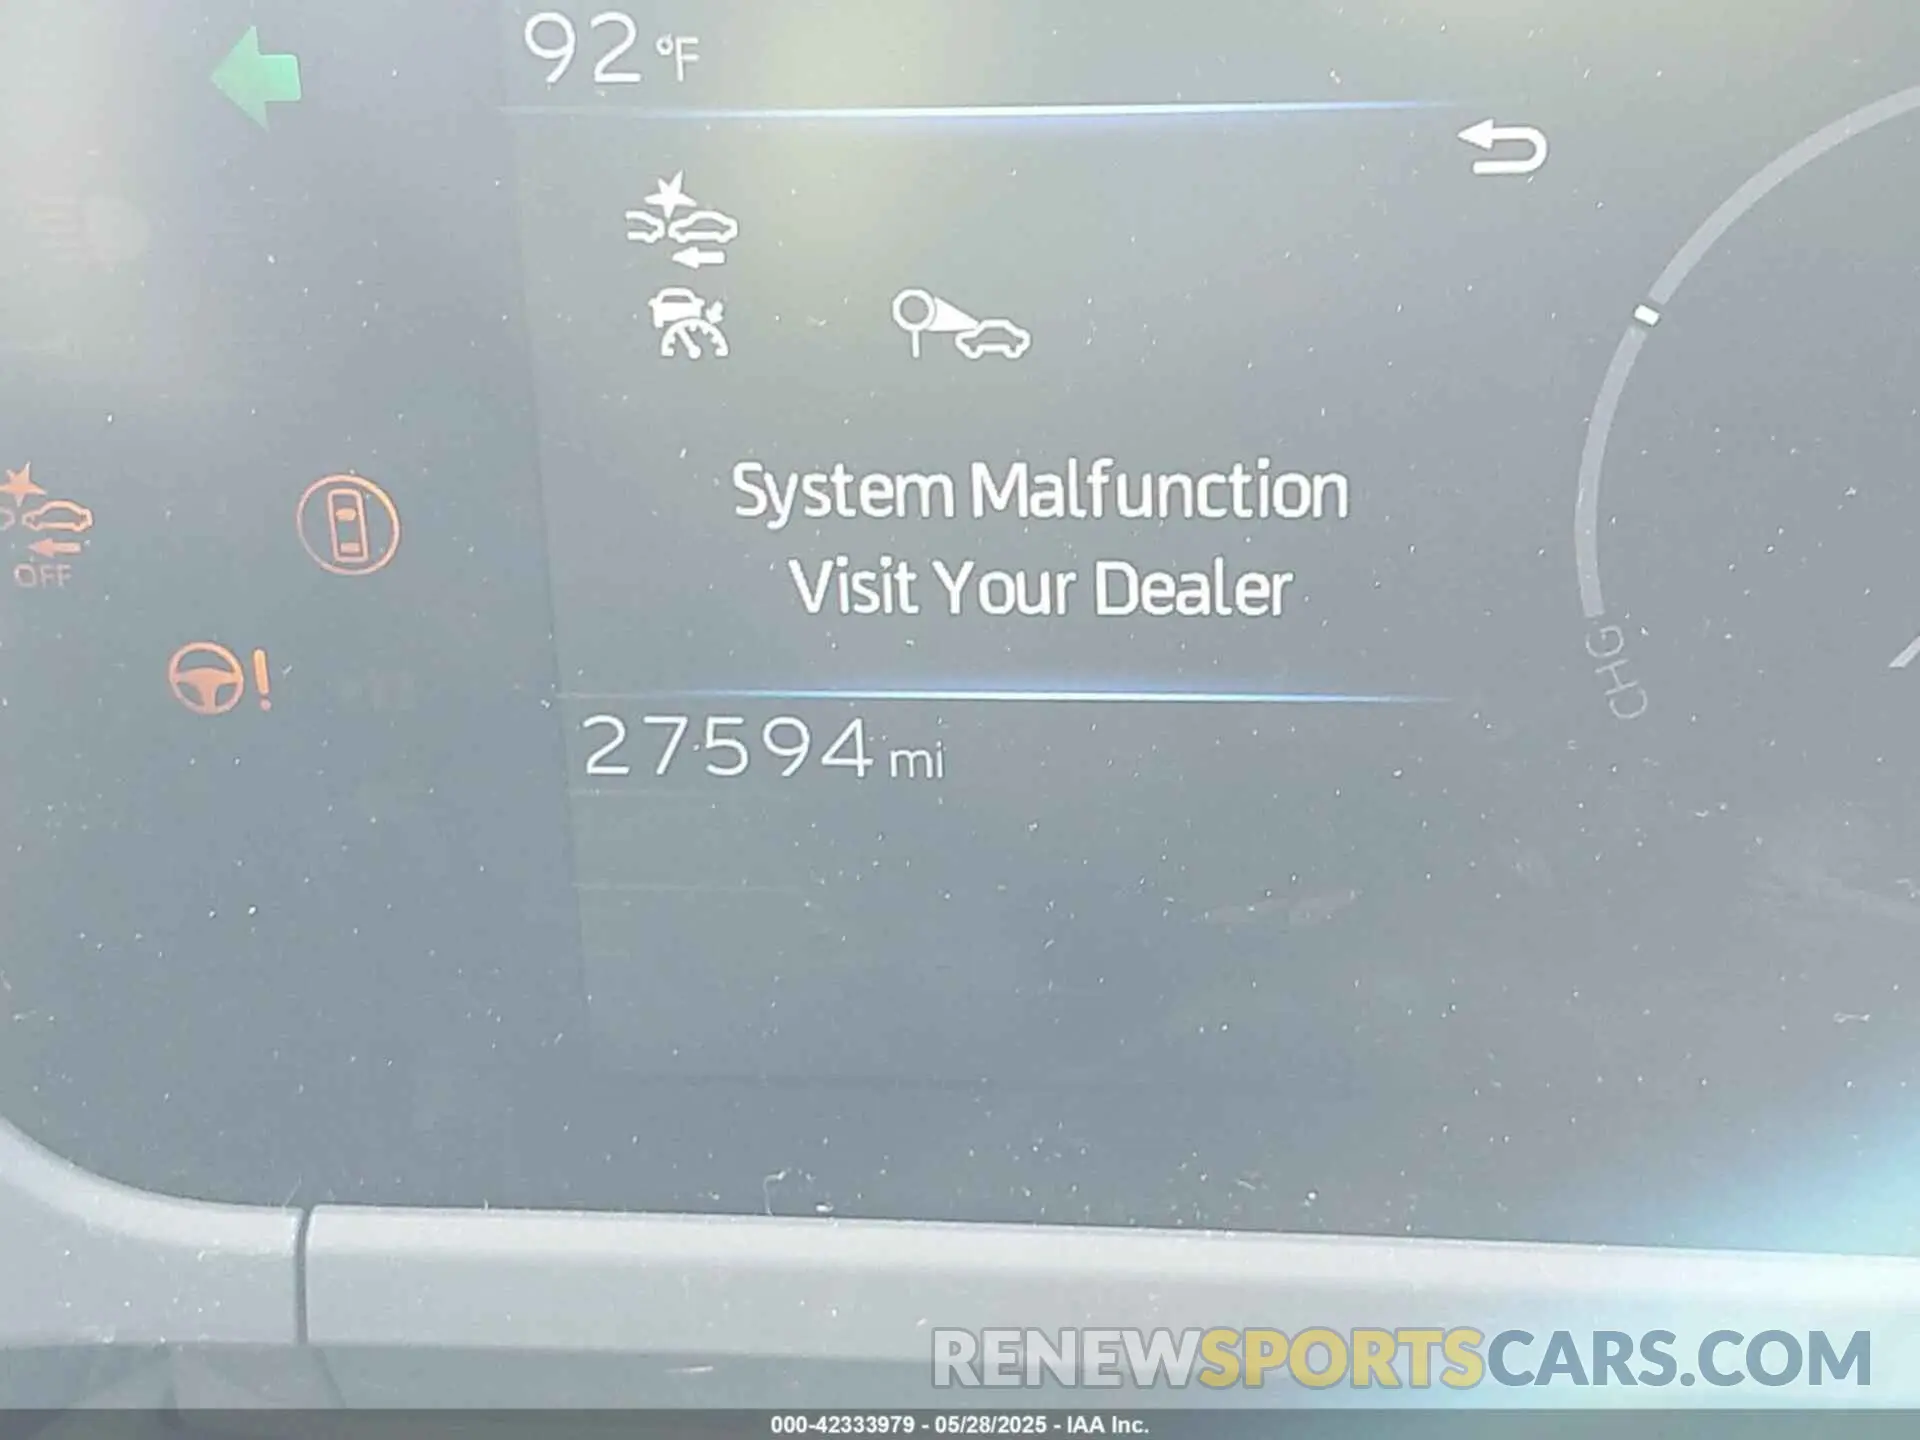 92 °F
System Malfunction
Visit Your Dealer
OFF
CHG
27594 mi
RENEWSPORTSCARS.COM
000-42333979 - 05/28/2025 - IAA Inc.